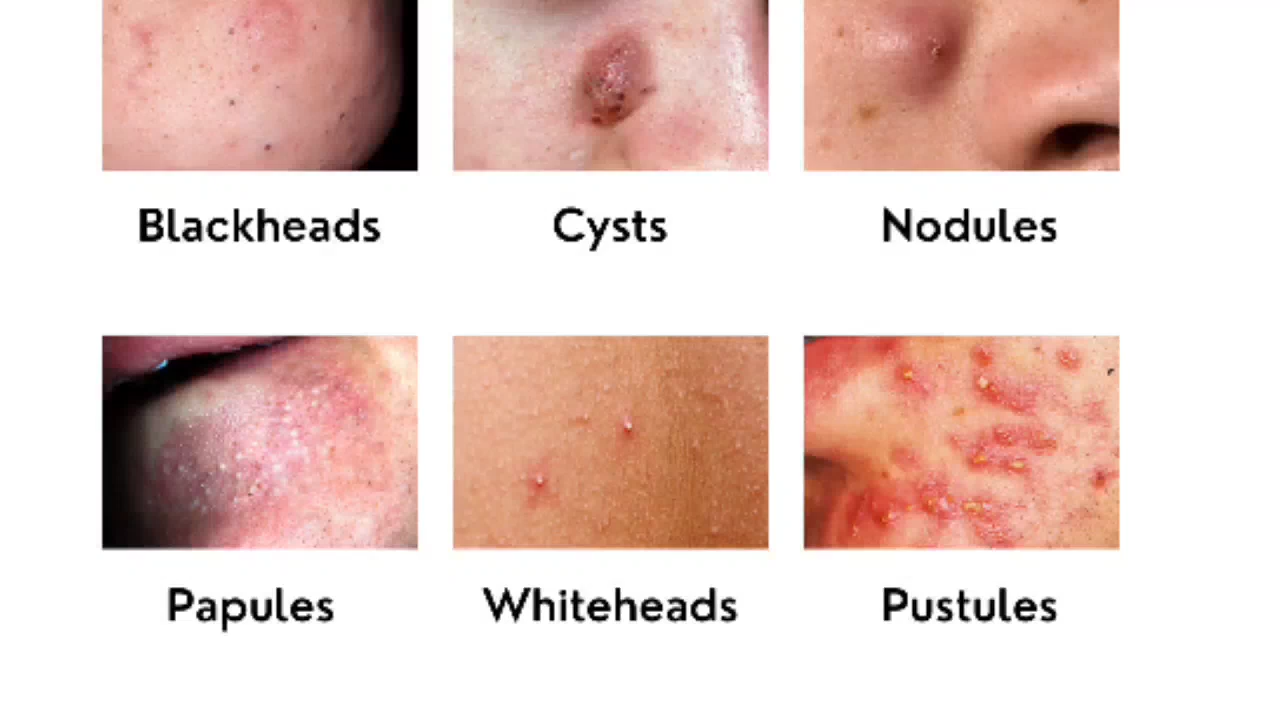 Blackheads
Cysts
Nodules
Papules
Whiteheads
Pustules